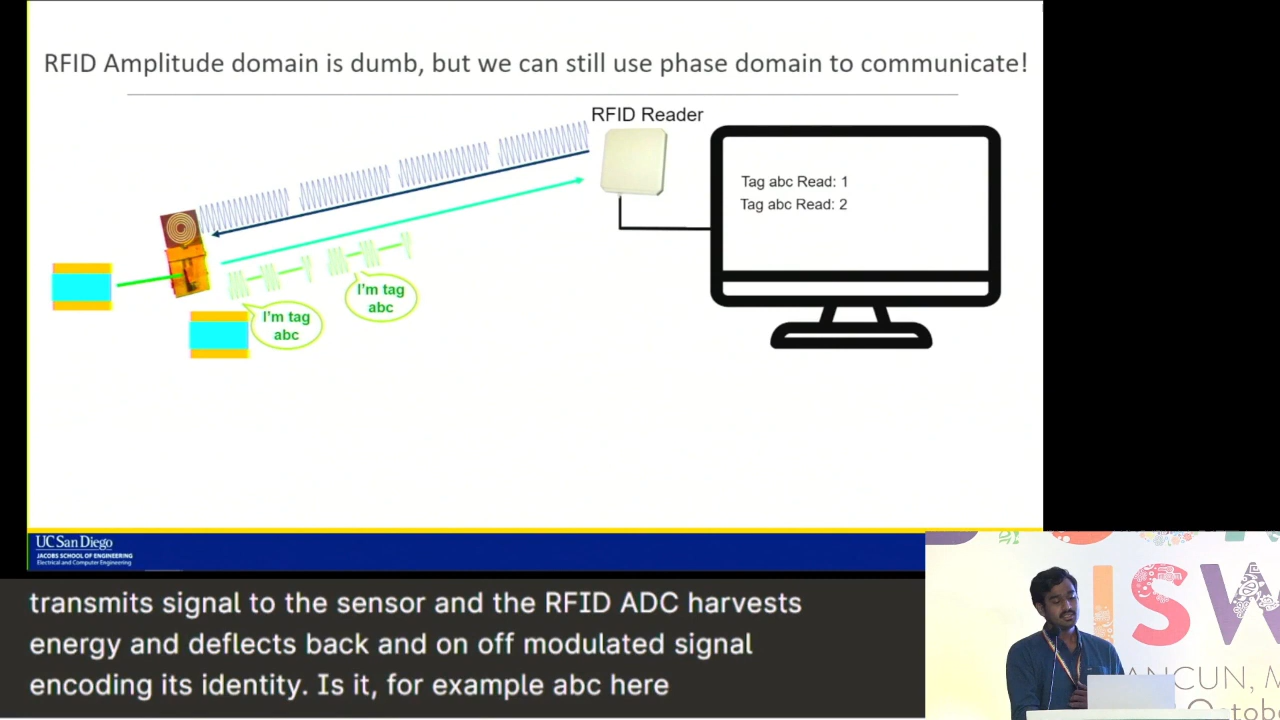 RFID Amplitude domain is dumb, but we can still use phase domain to communicate!
RFID Reader
Tag abc Read: 1
Tag abc Read: 2
I'm tag
abc
I'm tag
abc
UC San Diego
JACOBS SCHOOL OF ENGINEERING
Electrical and Computer Engineering
transmits signal to the sensor and the RFID ADC harvests
energy and deflects back and on off modulated signal
encoding its identity. Is it, for example abc here
ISW
ANCUN, M
Octob